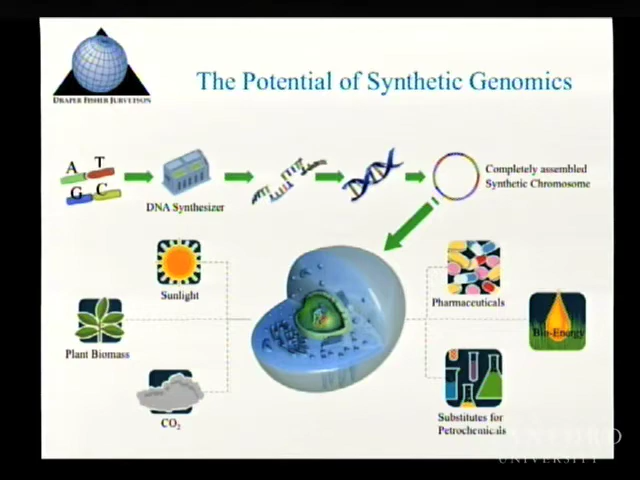 The Potential of Synthetic Genomics
DRAPER FISHER JURVETSON
A T
G C
DNA Synthesizer
Completely assembled
Synthetic Chromosome
Sunlight
Plant Biomass
CO₂
Pharmaceuticals
Bio-Energy
Substitutes for
Petrochemicals
STANFORD
UNIVERSITY